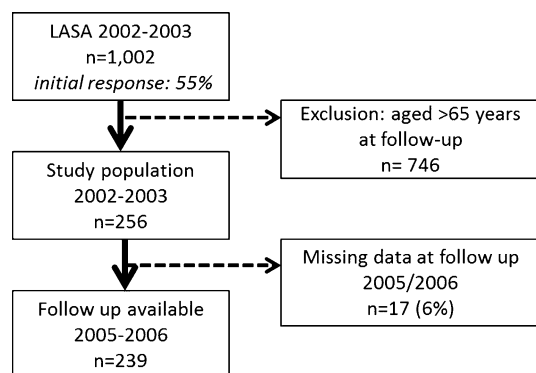 LASA 2002-2003
n=1,002
initial response: 55%
Exclusion: aged >65 years
at follow-up
n= 746
Study population
2002-2003
n=256
Missing data at follow up
2005/2006
n=17 (6%)
Follow up available
2005-2006
n=239